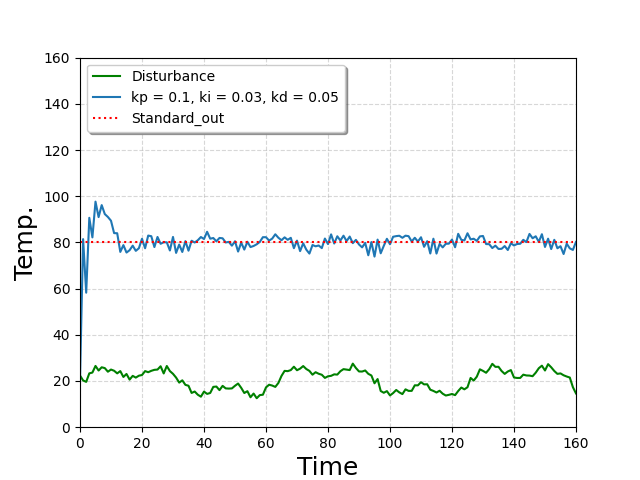 160
140
120
100
80
60
40
20
0
Temp.
Disturbance
kp = 0.1, ki = 0.03, kd = 0.05
Standard_out
0 20 40 60 80 100 120 140 160
Time